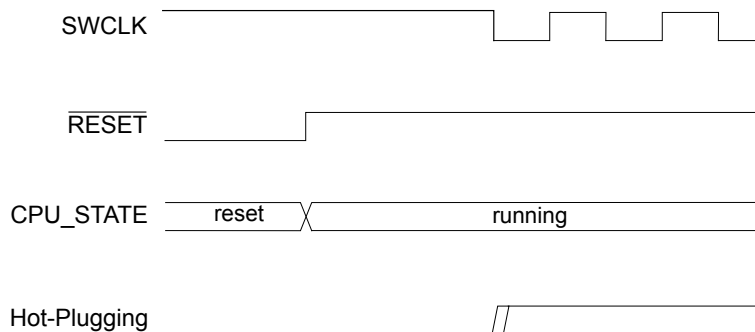 SWCLK
RESET
CPU_STATE
reset
running
Hot-Plugging